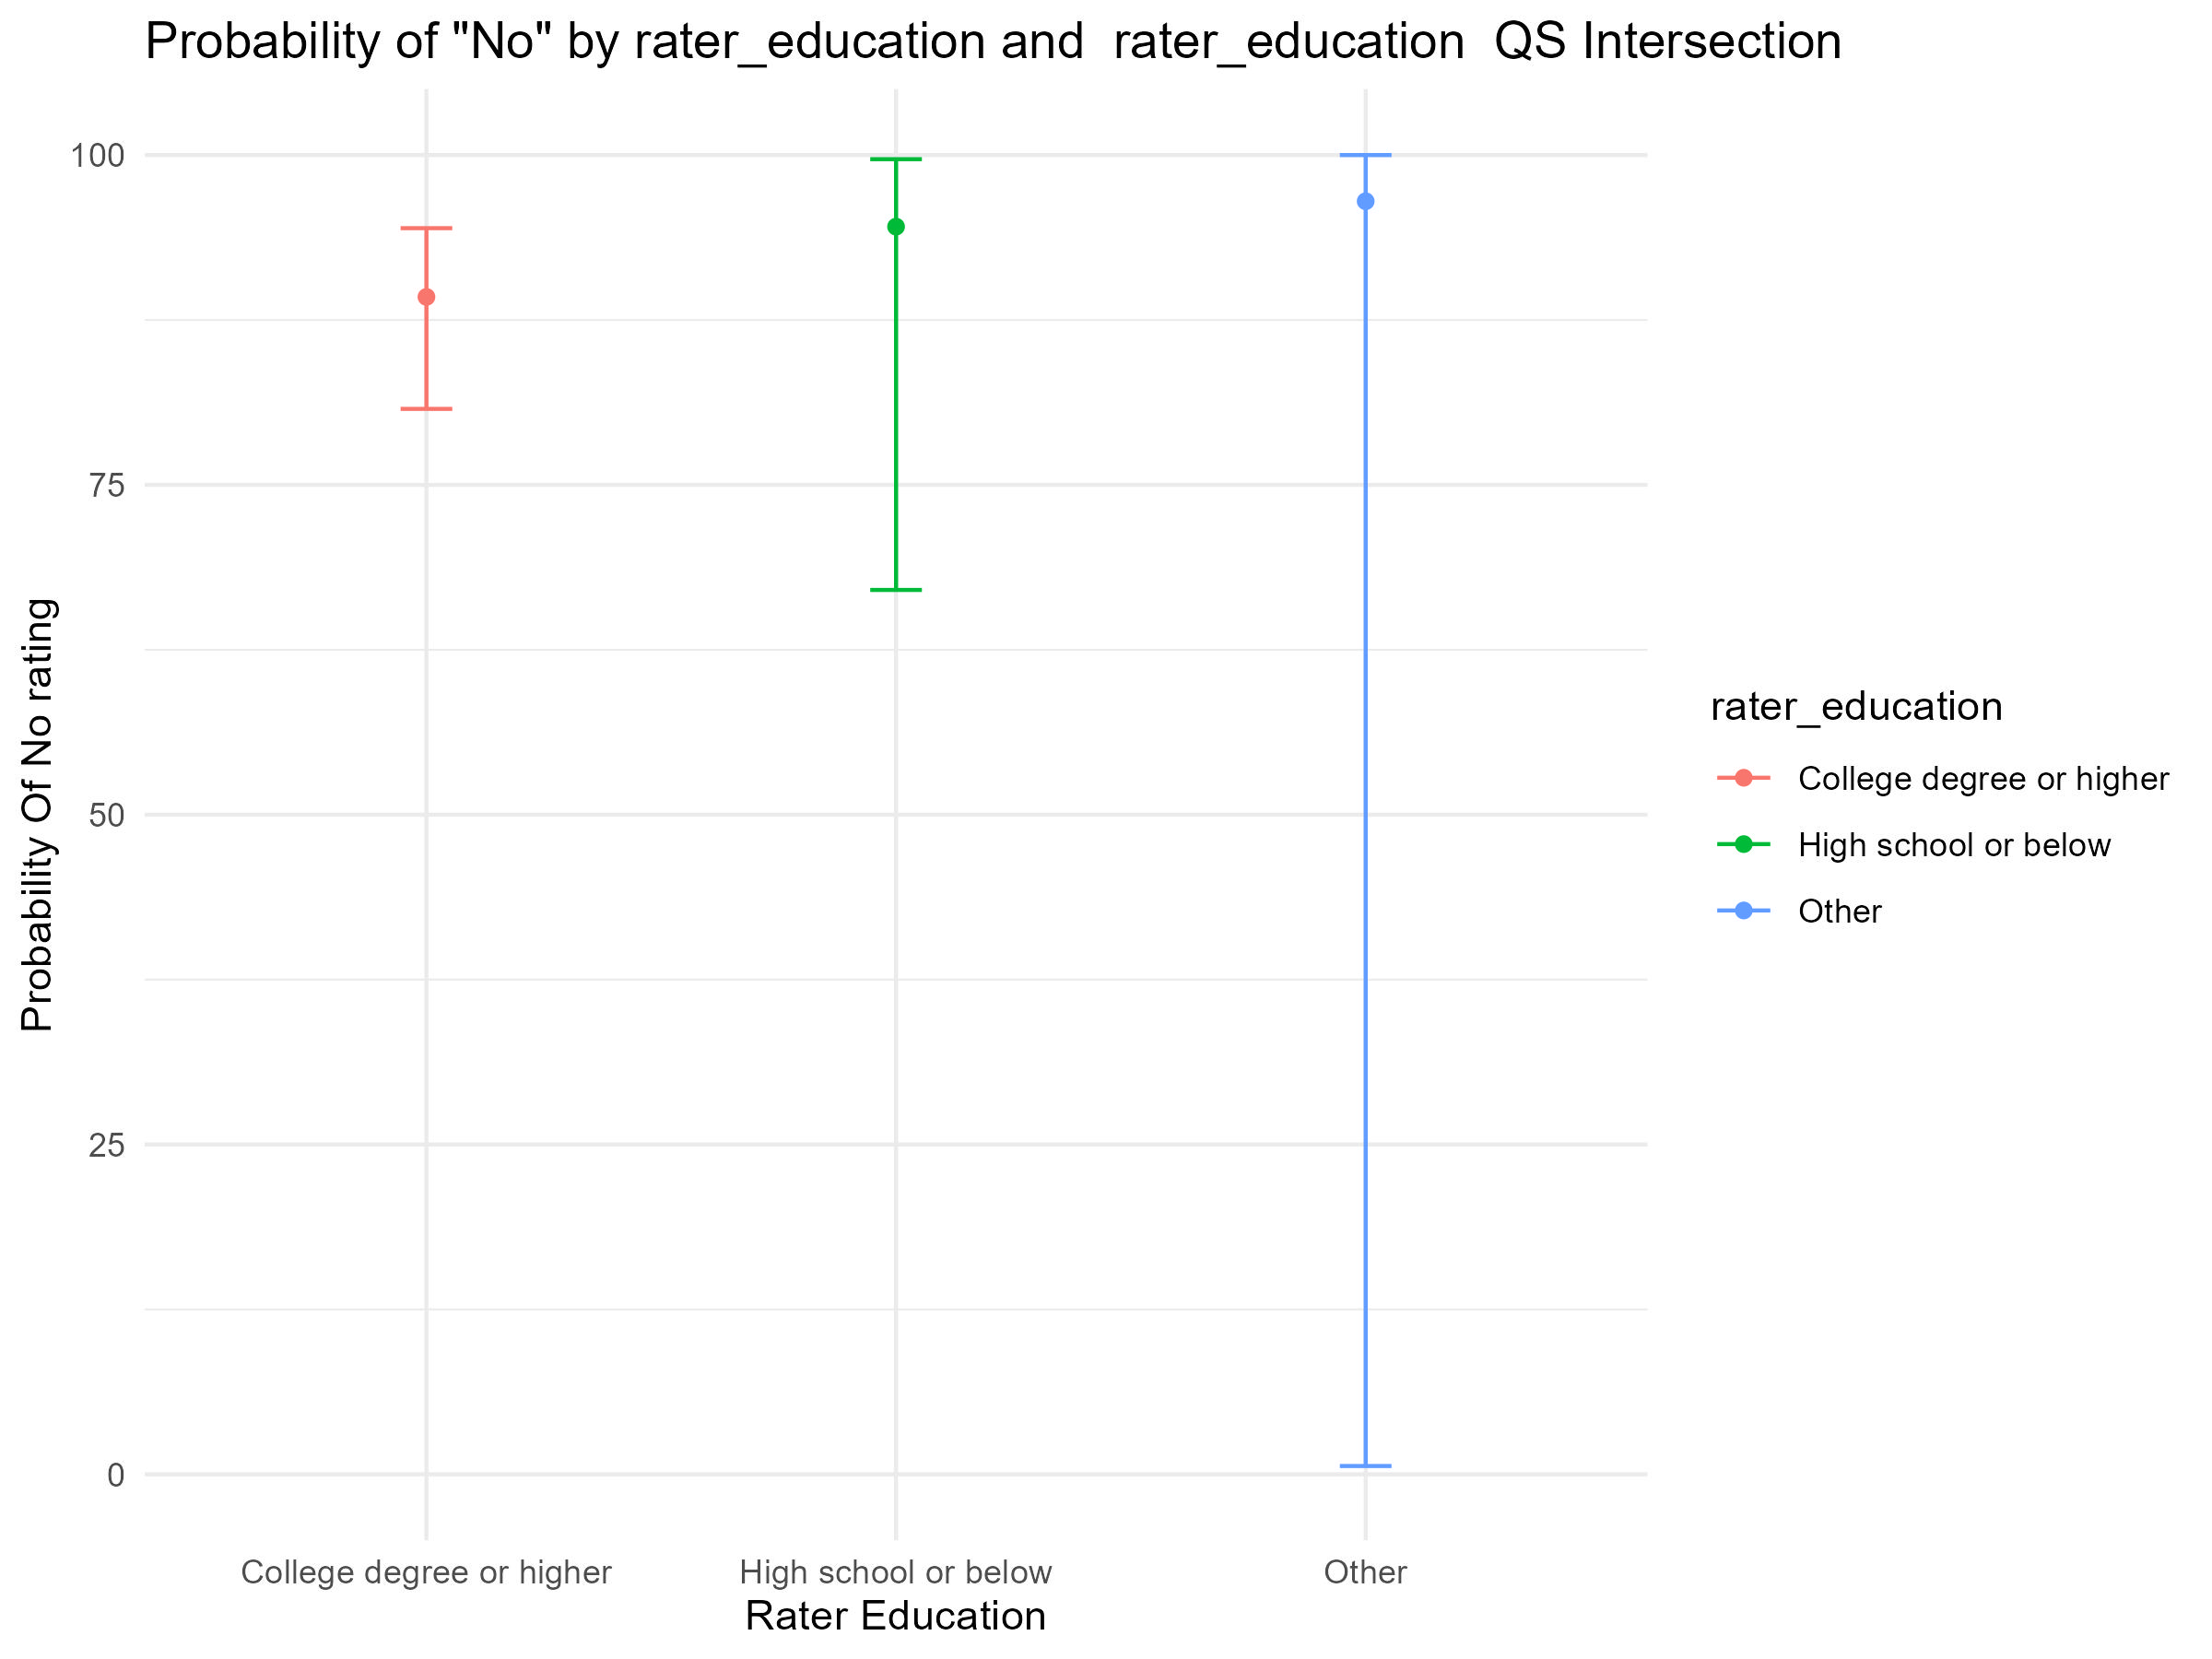 Probability of "No" by rater_education and  rater_education  QS Intersection
Probability Of No rating
100
75
50
25
0
College degree or higher
High school or below
Other
Rater Education
rater_education
College degree or higher
High school or below
Other